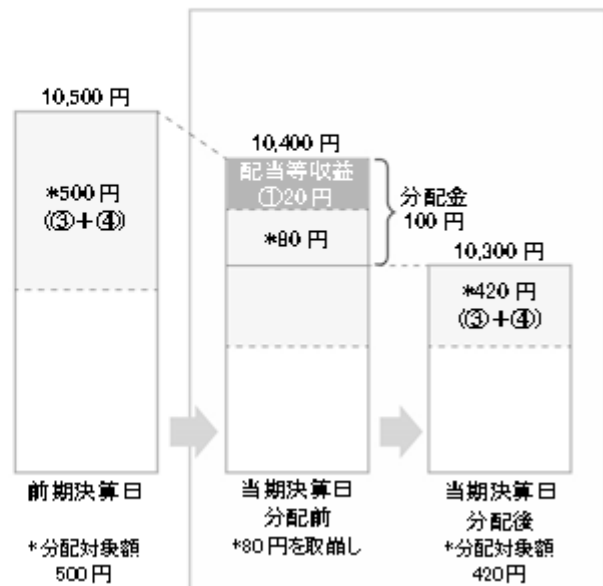 10,500 円
*500 円
(③+④)
前期決算日
*分配対象額
500 円
10,400 円
配当等収益
①20 円
*80 円
分配金
100 円
当期決算日
分配前
*80 円を取崩し
10,300 円
*420 円
(③+④)
当期決算日
分配後
*分配対象額
420円